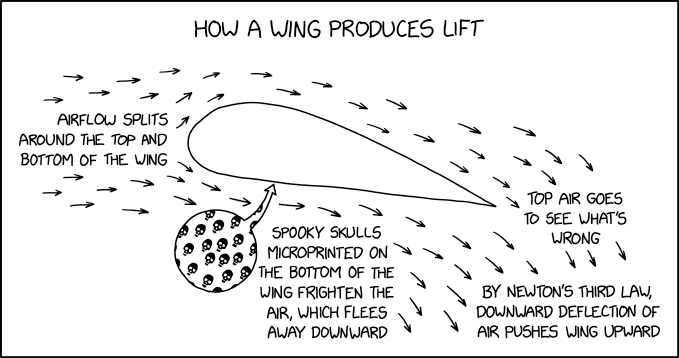 HOW A WING PRODUCES LIFT
AIRFLOW SPLITS
AROUND THE TOP AND
BOTTOM OF THE WING
SPOOKY SKULLS
MICROPRINTED ON
THE BOTTOM OF THE
WING FRIGHTEN THE
AIR, WHICH FLEES
AWAY DOWNWARD
TOP AIR GOES
TO SEE WHAT'S
WRONG
BY NEWTON'S THIRD LAW,
DOWNWARD DEFLECTION OF
AIR PUSHES WING UPWARD